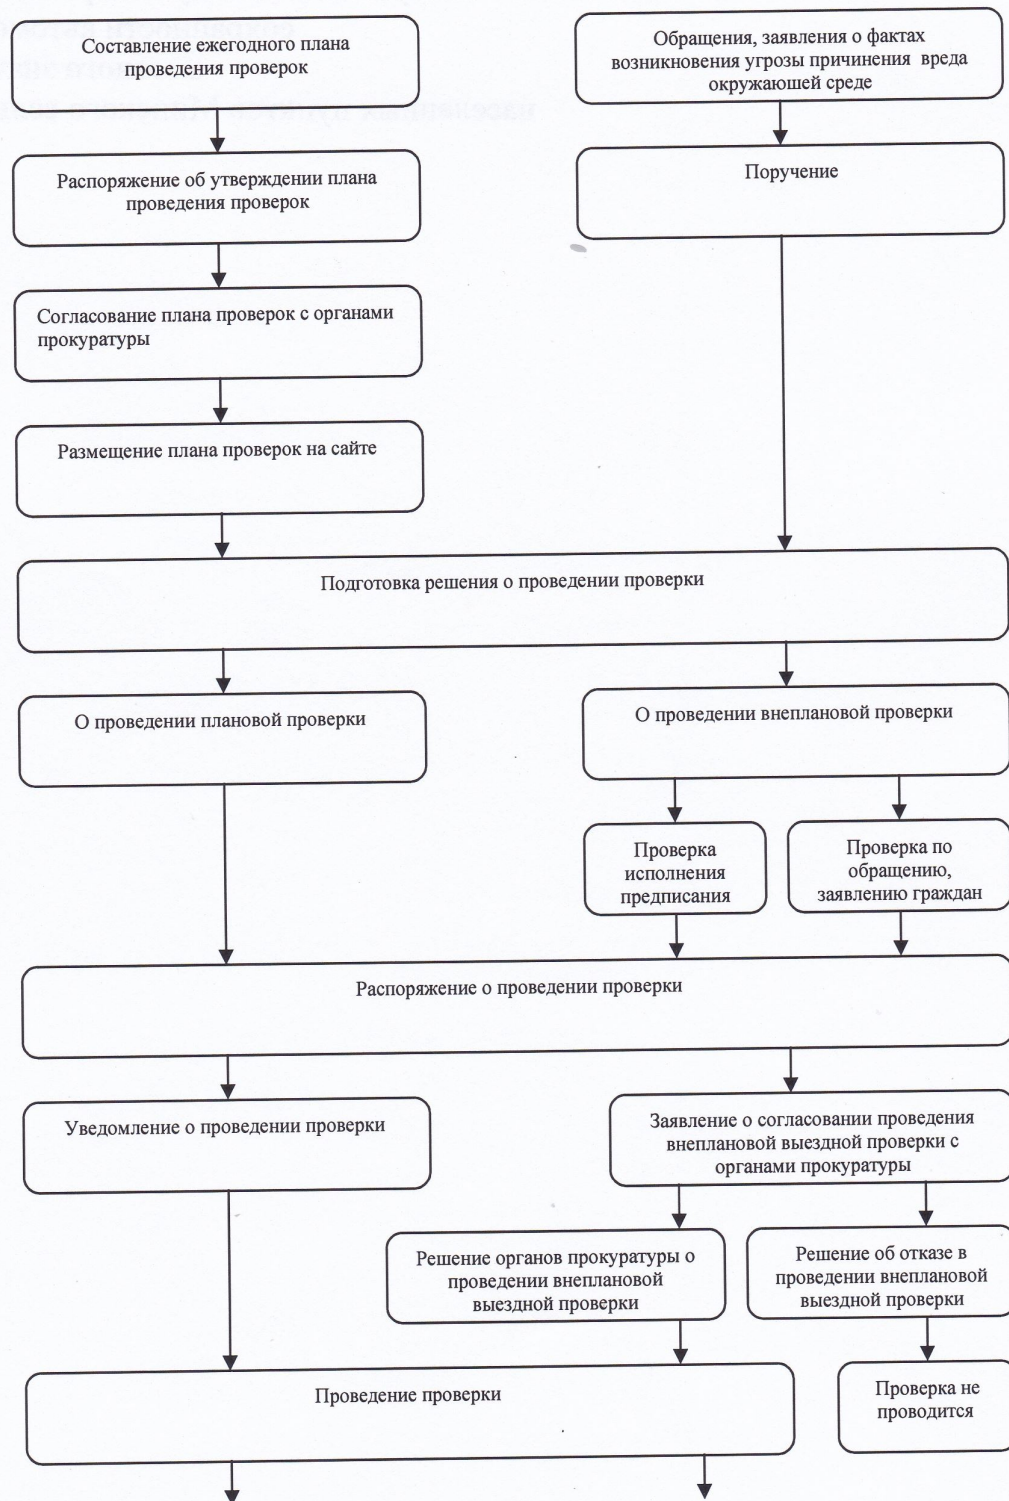 Составление ежегодного плана
проведения проверок
Обращения, заявления о фактах
возникновения угрозы причинения вреда
окружаюшей среде
Распоряжение об утверждении плана
проведения проверок
Поручение
Согласование плана проверок с органами
прокуратуры
Размещение плана проверок на сайте
Подготовка решения о проведении проверки
О проведении плановой проверки
О проведении внеплановой проверки
Проверка
исполнения
предписания
Проверка по
обращению,
заявлению граждан
Распоряжение о проведении проверки
Уведомление о проведении проверки
Заявление о согласовании проведения
внеплановой выездной проверки с
органами прокуратуры
Решение органов прокуратуры о
проведении внеплановой
выездной проверки
Решение об отказе в
проведении внеплановой
выездной проверки
Проведение проверки
Проверка не
проводится